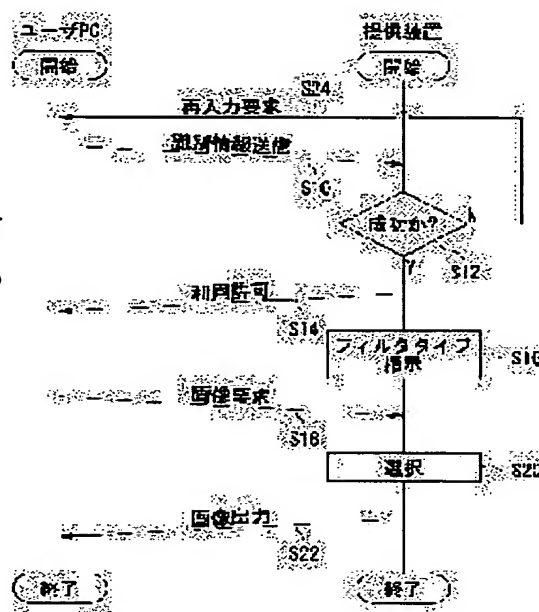 ユーザPC
提供装置
開始
開始
S24
再入力要求
情報送信
S10
成功か?
N
S12
Y
利用許可
S14
フィルタタイプ
指示
S16
画像要求
S18
選択
S20
画像出力
S22
終了
終了